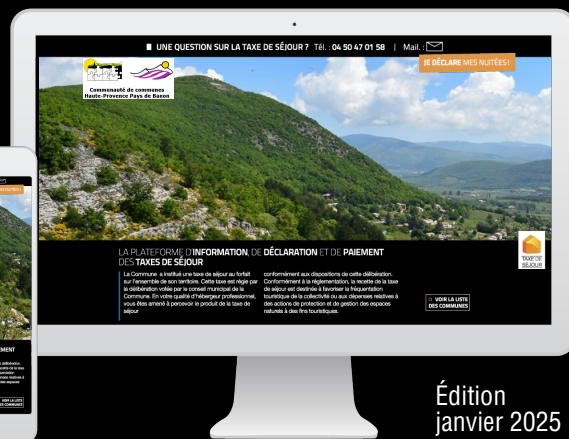 UNE QUESTION SUR LA TAXE DE SÉJOUR ? Tél. : 04 50 47 01 58 | Mail. :
JE DÉCLARE MES NUITÉES !
Communauté de communes
Haute-Provence Pays de Banon
LA PLATEFORME D'INFORMATION, DE DÉCLARATION ET DE PAIEMENT
DES TAXES DE SÉJOUR
La Commune a institué une taxe de séjour au forfait
sur l'ensemble de son territoire. Cette taxe est régie par
la délibération votée par le conseil municipal de la
Commune. En votre qualité d'hébergeur professionnel,
vous êtes amené à percevoir le produit de la taxe de
séjour
conformément aux dispositions de cette délibération.
Conformément à la réglementation, la recette de la taxe
de séjour est destinée à favoriser la fréquentation
touristique de la collectivité ou aux dépenses relatives à
des actions de protection et de gestion des espaces
naturels à des fins touristiques.
TAXE DE
SÉJOUR
VOIR LA LISTE
DES COMMUNES
EMENT
VOIR LA LISTE
DES COMMUNES
Édition
janvier 2025